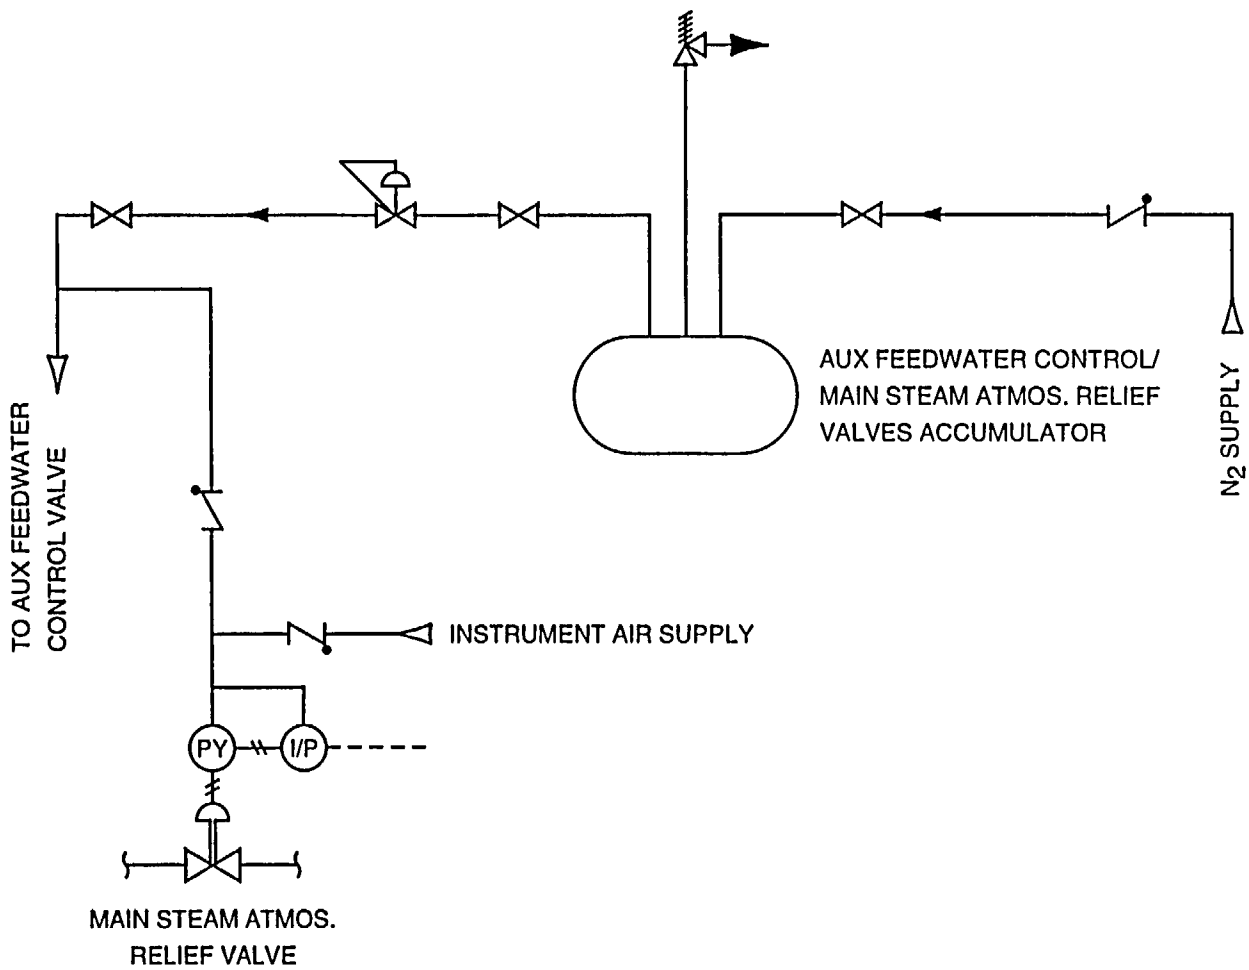 AUX FEEDWATER CONTROL/
MAIN STEAM ATMOS. RELIEF
VALVES ACCUMULATOR
N2 SUPPLY
TO AUX FEEDWATER
CONTROL VALVE
INSTRUMENT AIR SUPPLY
PY
I/P
MAIN STEAM ATMOS.
RELIEF VALVE